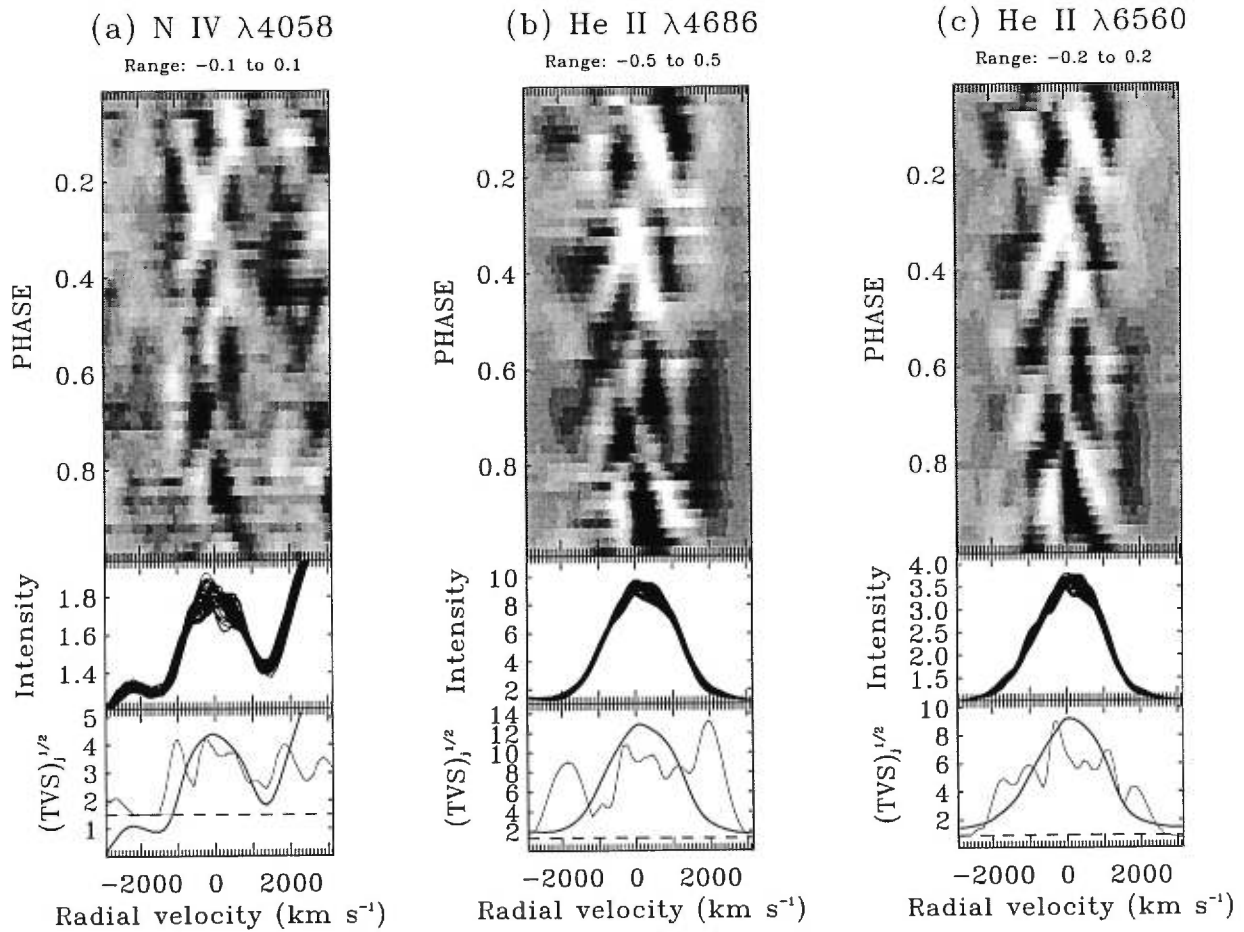 (a) N IV λ4058
Range: −0.1 to 0.1
PHASE
0.2
0.4
0.6
0.8
Intensity
1.8
1.6
1.4
(TVS)j^1/2
5
4
3
2
1
−2000 0 2000
Radial velocity (km s⁻¹)
(b) He II λ4686
Range: −0.5 to 0.5
PHASE
0.2
0.4
0.6
0.8
Intensity
10
8
6
4
2
(TVS)j^1/2
14
12
10
8
6
4
2
−2000 0 2000
Radial velocity (km s⁻¹)
(c) He II λ6560
Range: −0.2 to 0.2
PHASE
0.2
0.4
0.6
0.8
Intensity
4.0
3.5
3.0
2.5
2.0
1.5
(TVS)j^1/2
10
8
6
4
2
−2000 0 2000
Radial velocity (km s⁻¹)